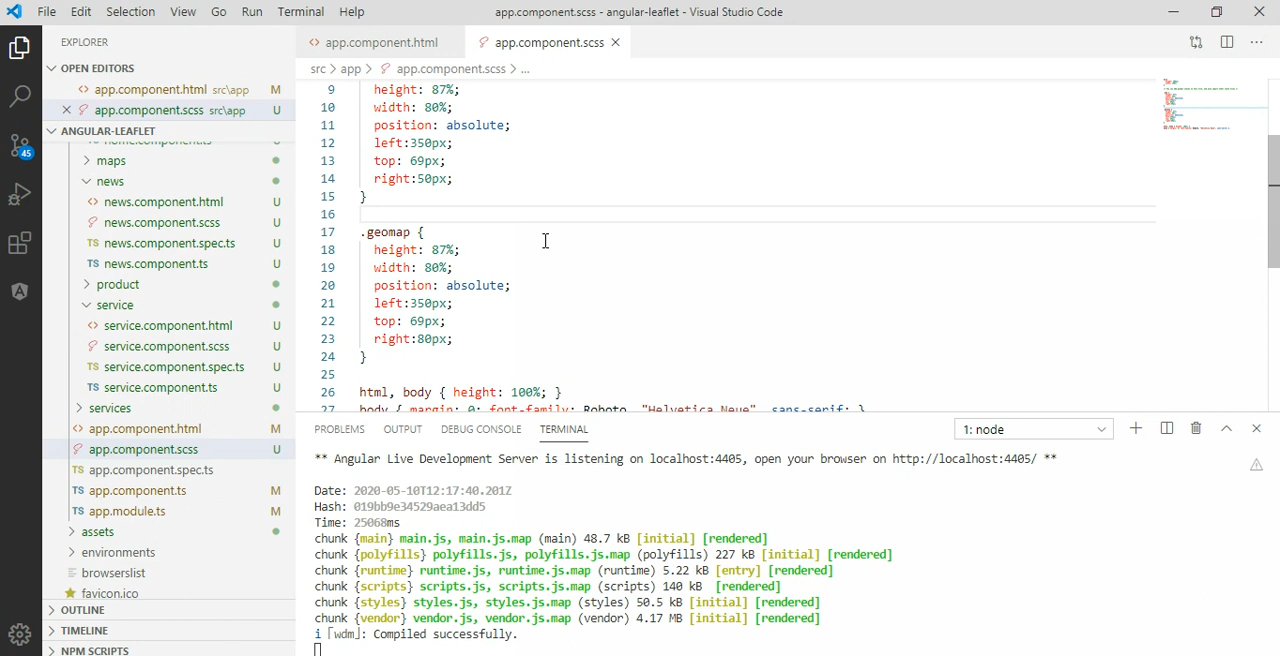 File Edit Selection View Go Run Terminal Help app.component.scss - angular-leaflet - Visual Studio Code
EXPLORER
OPEN EDITORS
app.component.html src\app M
app.component.scss src\app U
ANGULAR-LEAFLET
home.component.ts
maps
news
news.component.html U
news.component.scss U
TS news.component.spec.ts U
TS news.component.ts U
product
service
service.component.html U
service.component.scss U
TS service.component.spec.ts U
TS service.component.ts U
services
app.component.html M
app.component.scss U
TS app.component.spec.ts
TS app.component.ts M
TS app.module.ts M
assets
environments
browserslist
favicon.ico
OUTLINE
TIMELINE
NPM SCRIPTS
45
app.component.html app.component.scss
src > app > app.component.scss > ...
9 height: 87%;
10 width: 80%;
11 position: absolute;
12 left:350px;
13 top: 69px;
14 right:50px;
15 }
16
17 .geomap {
18 height: 87%;
19 width: 80%;
20 position: absolute;
21 left:350px;
22 top: 69px;
23 right:80px;
24 }
25
26 html, body { height: 100%; }
27 body { margin: 0; font-family: Roboto, "Helvetica Neue", sans-serif; }
PROBLEMS OUTPUT DEBUG CONSOLE TERMINAL 1: node
** Angular Live Development Server is listening on localhost:4405, open your browser on http://localhost:4405/ **
Date: 2020-05-10T12:17:40.201Z
Hash: 019bb9e34529aea13dd5
Time: 25068ms
chunk {main} main.js, main.js.map (main) 48.7 kB [initial] [rendered]
chunk {polyfills} polyfills.js, polyfills.js.map (polyfills) 227 kB [initial] [rendered]
chunk {runtime} runtime.js, runtime.js.map (runtime) 5.22 kB [entry] [rendered]
chunk {scripts} scripts.js, scripts.js.map (scripts) 140 kB [rendered]
chunk {styles} styles.js, styles.js.map (styles) 50.5 kB [initial] [rendered]
chunk {vendor} vendor.js, vendor.js.map (vendor) 4.17 MB [initial] [rendered]
i ｢wdm｣: Compiled successfully.